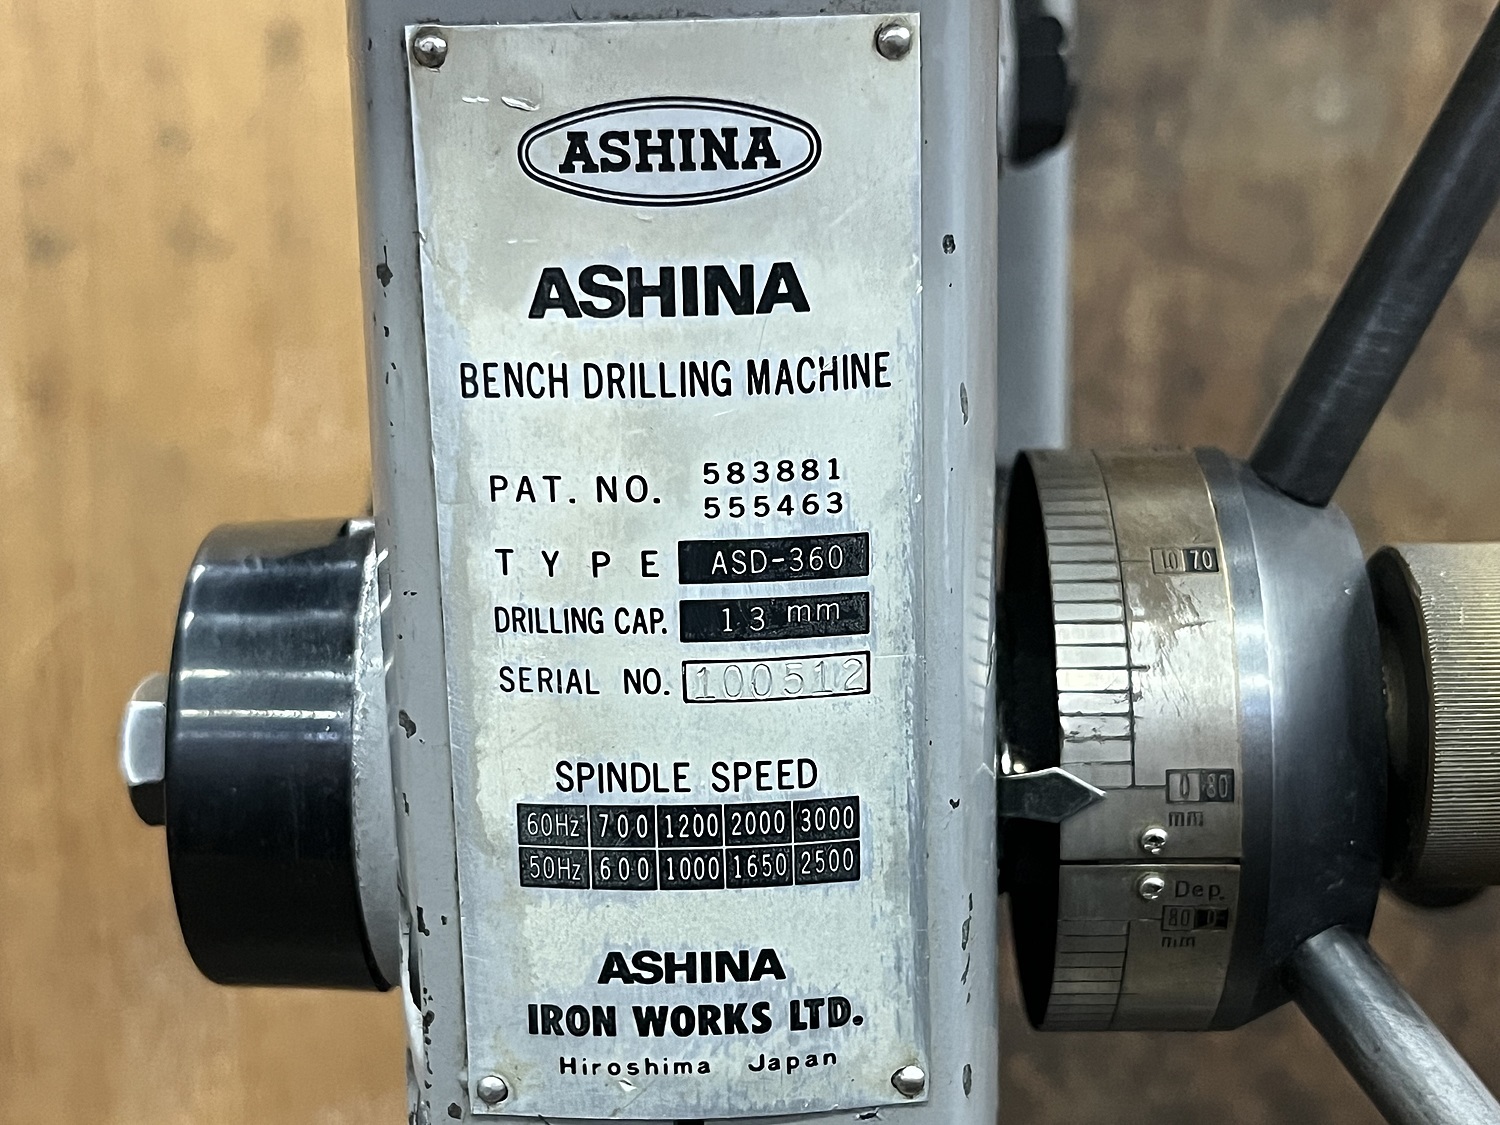 ASHINA
ASHINA
BENCH DRILLING MACHINE
PAT. NO. 583881
555463
TYPE ASD-360
DRILLING CAP. 13 mm
SERIAL NO. 100512
SPINDLE SPEED
60Hz 700 1200 2000 3000
50Hz 600 1000 1650 2500
ASHINA
IRON WORKS LTD.
Hiroshima Japan
10 70
0 80
mm
Dep.
80 0
mm